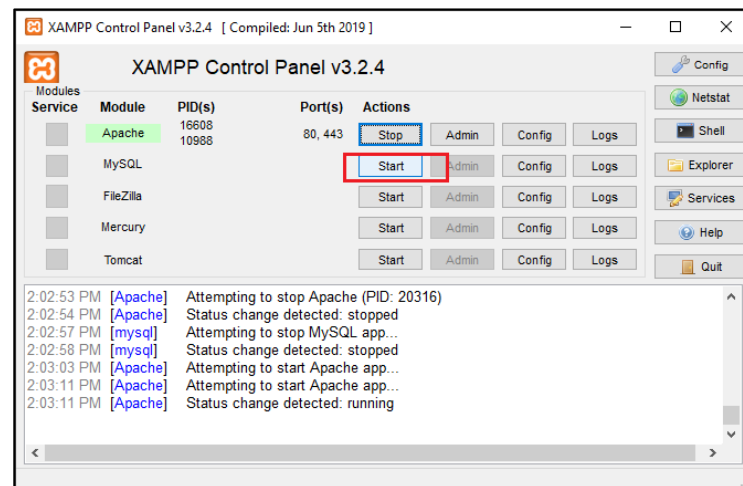 XAMPP Control Panel v3.2.4 [ Compiled: Jun 5th 2019 ]
XAMPP Control Panel v3.2.4
Config
Modules
Service Module PID(s) Port(s) Actions
Netstat
Apache 16608 10988 80, 443 Stop Admin Config Logs
Shell
MySQL Start Admin Config Logs
Explorer
FileZilla Start Admin Config Logs
Services
Mercury Start Admin Config Logs
Help
Tomcat Start Admin Config Logs
Quit
2:02:53 PM [Apache] Attempting to stop Apache (PID: 20316)
2:02:54 PM [Apache] Status change detected: stopped
2:02:57 PM [mysql] Attempting to stop MySQL app...
2:02:58 PM [mysql] Status change detected: stopped
2:03:03 PM [Apache] Attempting to start Apache app...
2:03:11 PM [Apache] Attempting to start Apache app...
2:03:11 PM [Apache] Status change detected: running